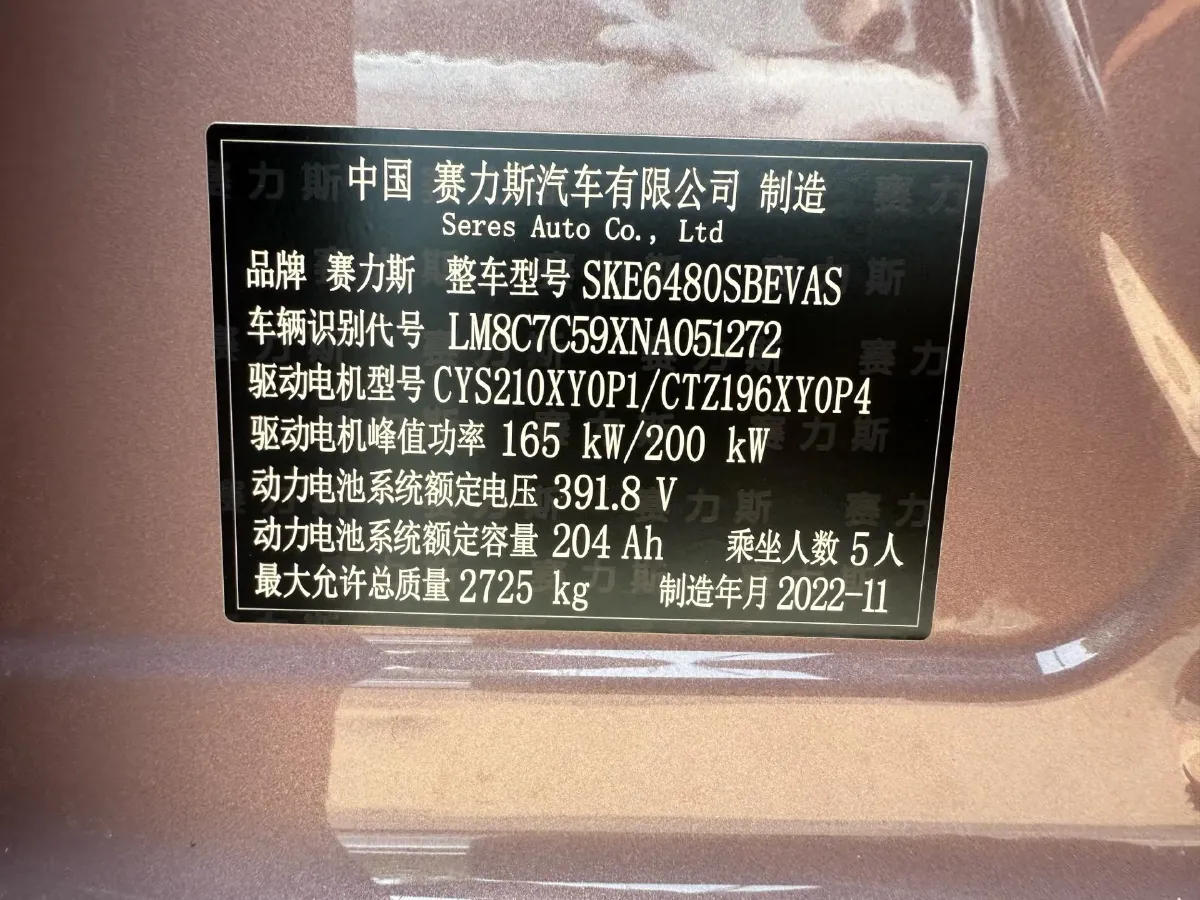 中国 赛力斯汽车有限公司 制造
Seres Auto Co., Ltd
品牌 赛力斯 整车型号 SKE6480SBEVAS
车辆识别代号 LM8C7C59XNA051272
驱动电机型号 CYS210XY0P1/CTZ196XY0P4
驱动电机峰值功率 165 kW/200 kW
动力电池系统额定电压 391.8 V
动力电池系统额定容量 204 Ah 乘坐人数 5 人
最大允许总质量 2725 kg 制造年月 2022-11